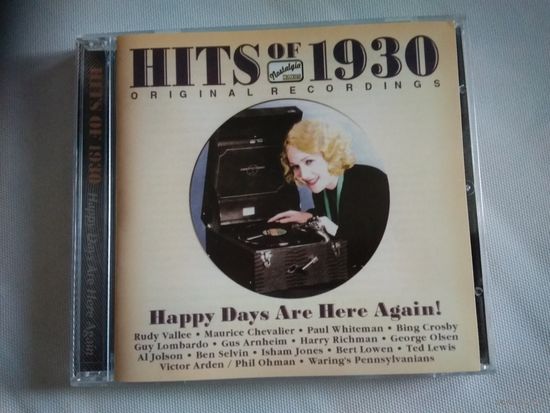 HITS OF 1930
Nostalgia
NAXOS
ORIGINAL RECORDINGS
Happy Days Are Here Again!
Rudy Vallee • Maurice Chevalier • Paul Whiteman • Bing Crosby
Guy Lombardo • Gus Arnheim • Harry Richman • George Olsen
Al Jolson • Ben Selvin • Isham Jones • Bert Lowen • Ted Lewis
Victor Arden / Phil Ohman • Waring's Pennsylvanians
HITS OF 1930 Happy Days Are Here Again